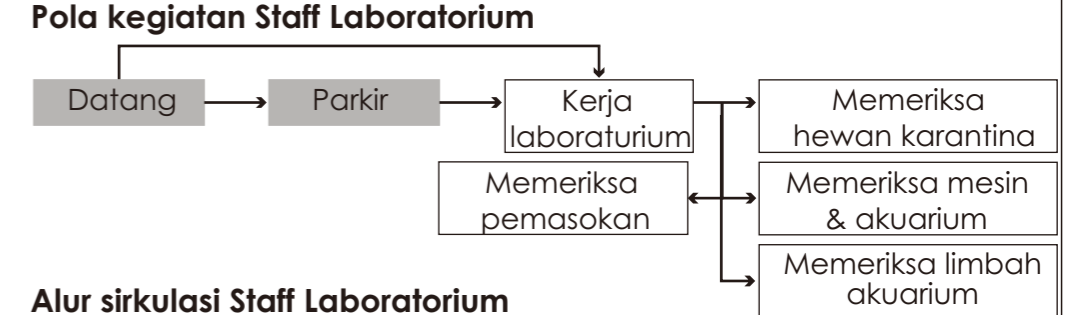 Pola kegiatan Staff Laboratorium
Datang
Parkir
Kerja
laboraturium
Memeriksa
hewan karantina
Memeriksa
pemasokan
Memeriksa mesin
& akuarium
Memeriksa limbah
akuarium
Alur sirkulasi Staff Laboratorium